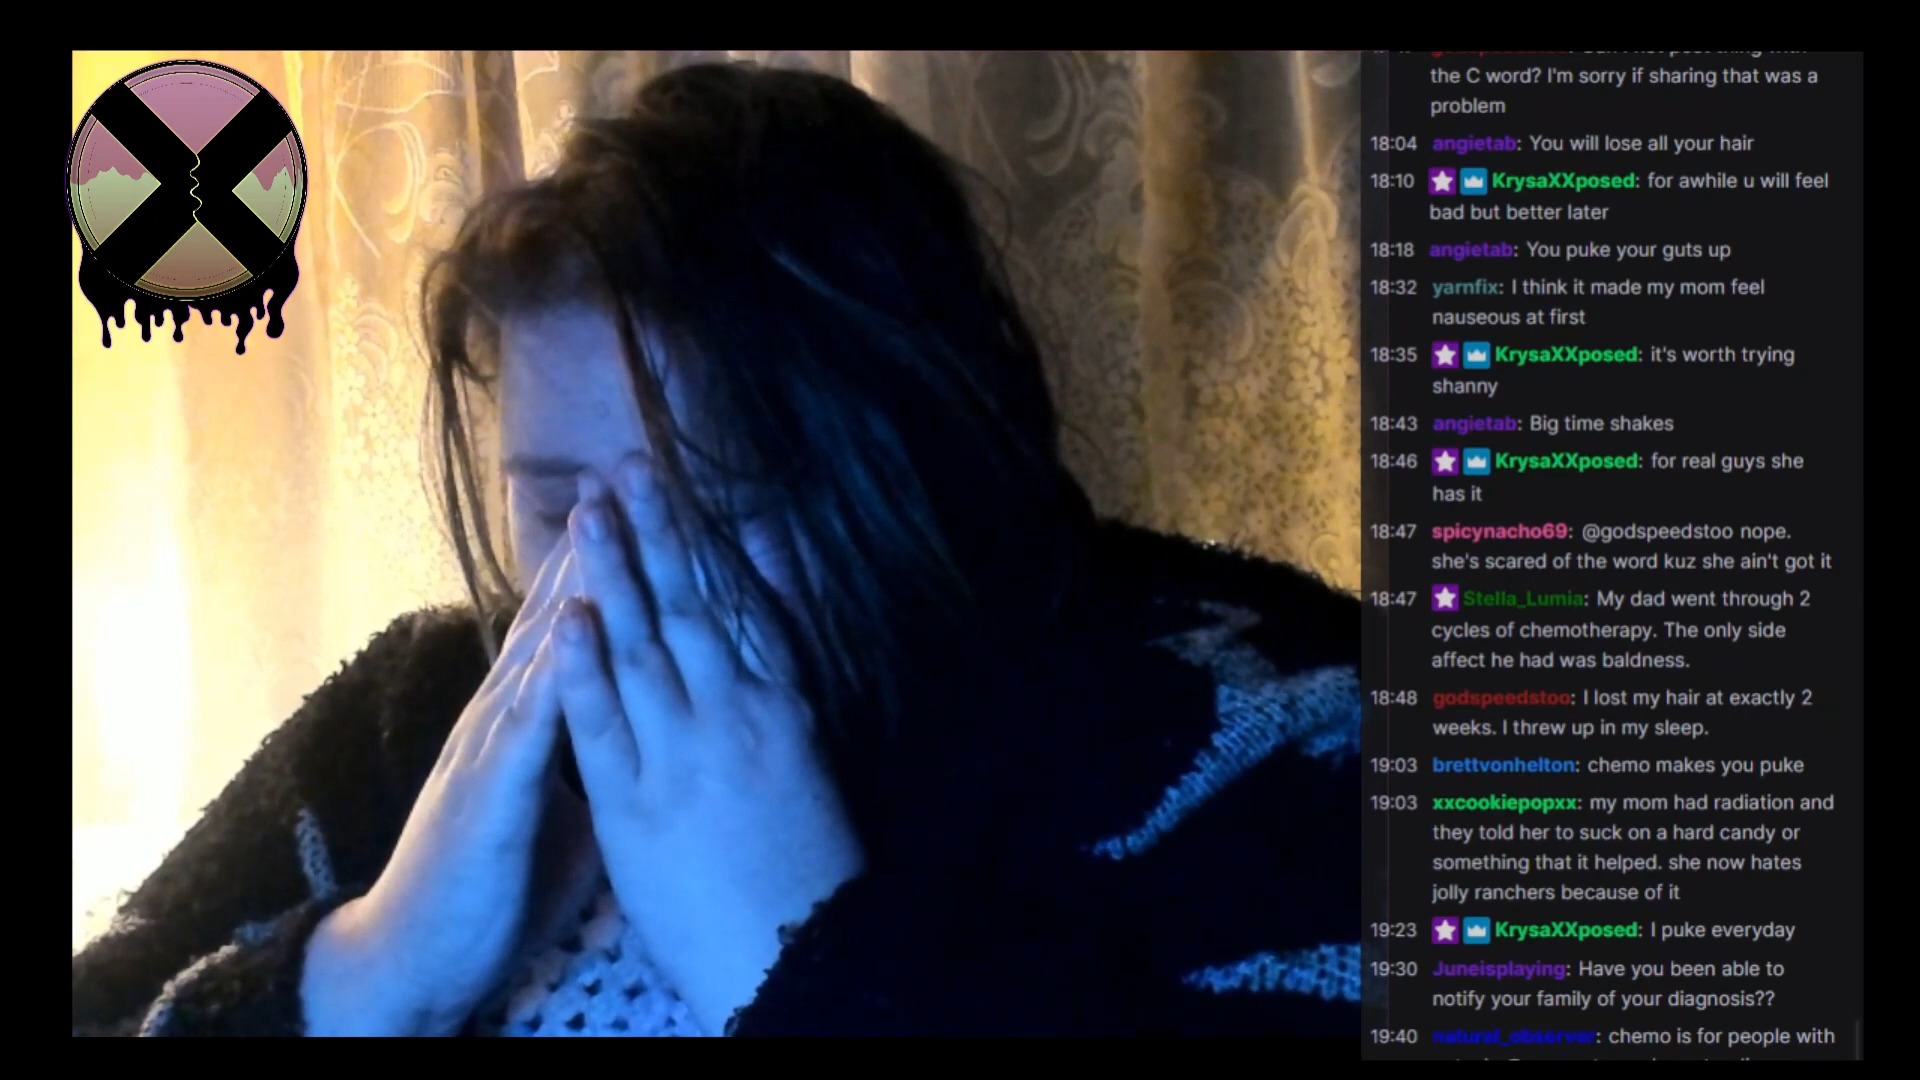 the C word? I'm sorry if sharing that was a
problem
18:04 angietab: You will lose all your hair
18:10 KrysaXXposed: for awhile u will feel
bad but better later
18:18 angietab: You puke your guts up
18:32 yarnfix: I think it made my mom feel
nauseous at first
18:35 KrysaXXposed: it's worth trying
shanny
18:43 angietab: Big time shakes
18:46 KrysaXXposed: for real guys she
has it
18:47 spicynacho69: @godspeedstoo nope.
she's scared of the word kuz she ain't got it
18:47 Stella_Lumia: My dad went through 2
cycles of chemotherapy. The only side
affect he had was baldness.
18:48 godspeedstoo: I lost my hair at exactly 2
weeks. I threw up in my sleep.
19:03 brettvonhelton: chemo makes you puke
19:03 xxcookiepopxx: my mom had radiation and
they told her to suck on a hard candy or
something that it helped. she now hates
jolly ranchers because of it
19:23 KrysaXXposed: I puke everyday
19:30 Juneisplaying: Have you been able to
notify your family of your diagnosis??
19:40 natural_observer: chemo is for people with